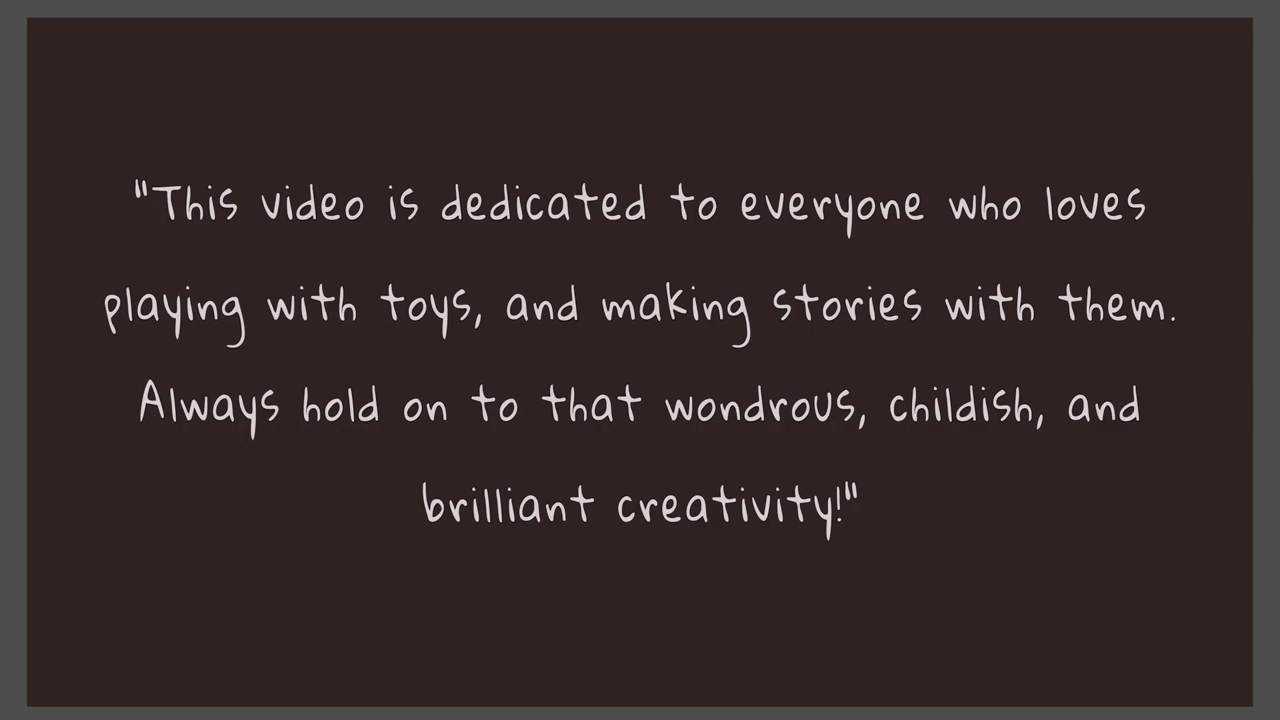 "This video is dedicated to everyone who loves
playing with toys, and making stories with them.
Always hold on to that wondrous, childish, and
brilliant creativity!"